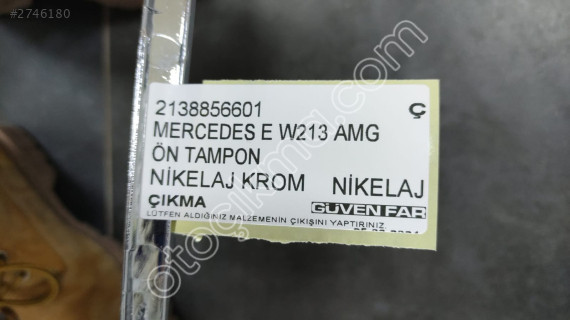 #2746180
2138856601 Ç
MERCEDES E W213 AMG
ÖN TAMPON
NİKELAJ KROM NİKELAJ
ÇIKMA GÜVEN FAR
LÜTFEN ALDIĞINIZ MALZEMENİN ÇIKIŞINI YAPTIRINIZ
otocikma.com